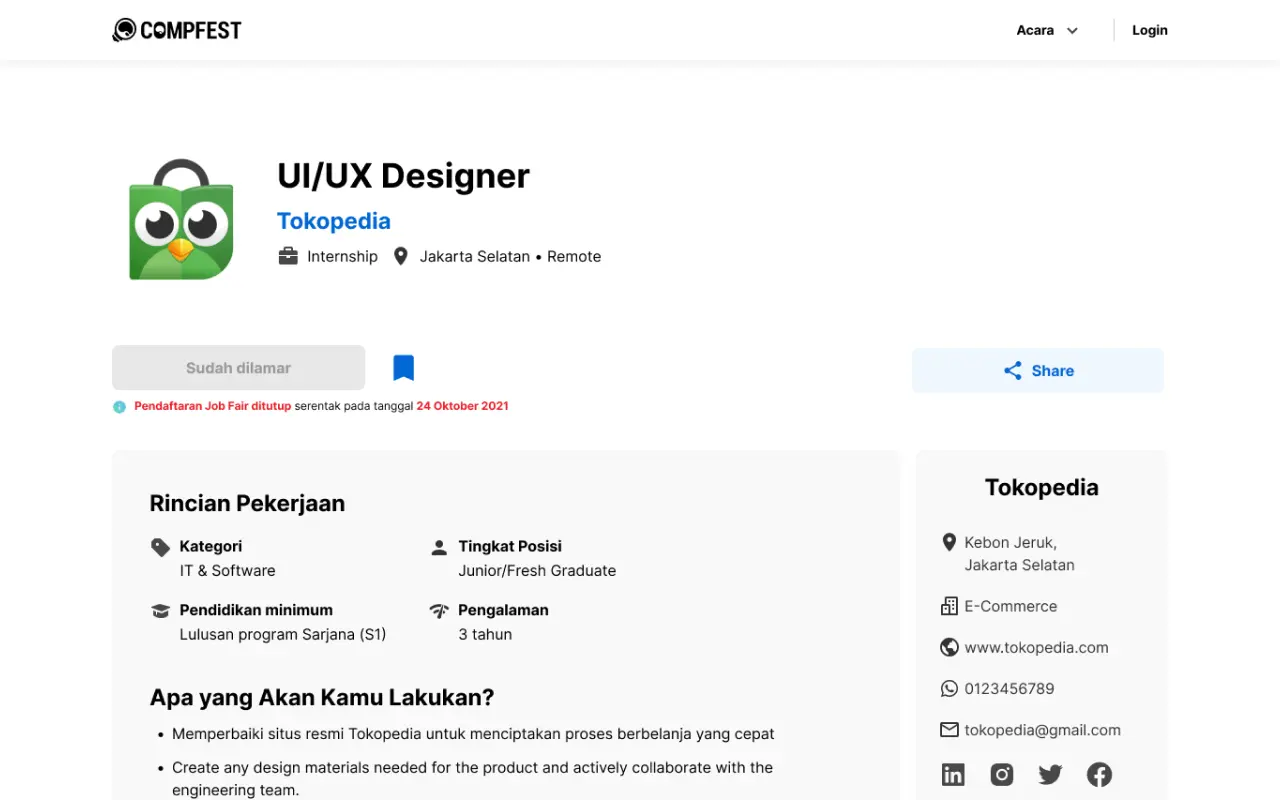 COMPFEST
Acara
Login
UI/UX Designer
Tokopedia
Internship
Jakarta Selatan • Remote
Sudah dilamar
Share
Pendaftaran Job Fair ditutup serentak pada tanggal 24 Oktober 2021
Rincian Pekerjaan
Kategori
IT & Software
Tingkat Posisi
Junior/Fresh Graduate
Pendidikan minimum
Lulusan program Sarjana (S1)
Pengalaman
3 tahun
Apa yang Akan Kamu Lakukan?
• Memperbaiki situs resmi Tokopedia untuk menciptakan proses berbelanja yang cepat
• Create any design materials needed for the product and actively collaborate with the
engineering team.
Tokopedia
Kebon Jeruk,
Jakarta Selatan
E-Commerce
www.tokopedia.com
0123456789
tokopedia@gmail.com